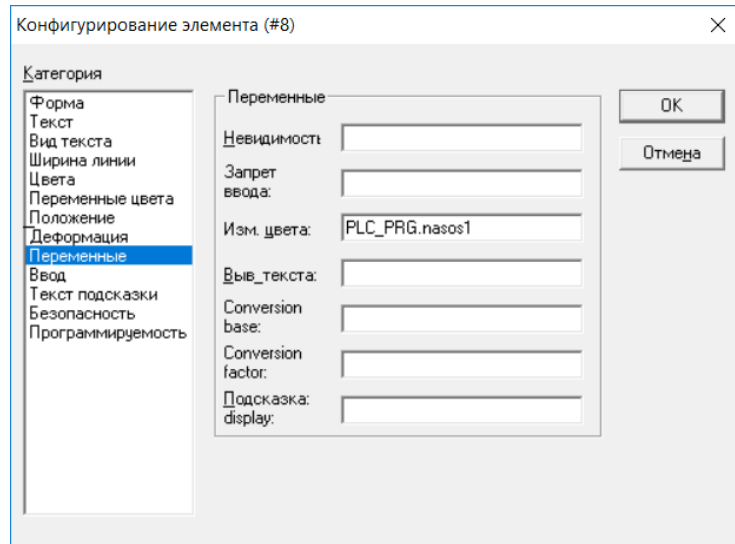 Конфигурирование элемента (#8)
Категория
Форма
Текст
Вид текста
Ширина линии
Цвета
Переменные цвета
Положение
Деформация
Переменные
Ввод
Текст подсказки
Безопасность
Программируемость
Переменные
Невидимость
Запрет
ввода:
Изм. цвета: PLC_PRG.nasos1
Выв_текста:
Conversion
base:
Conversion
factor:
Подсказка:
display:
OK
Отмена